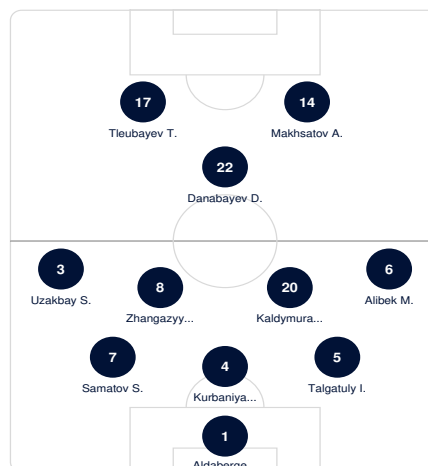 17
14
Tleubayev T.
Makhsatov A.
22
Danabayev D.
3
6
Uzakbay S.
Alibek M.
8
20
Zhangazyy...
Kaldymura...
7
4
5
Samatov S.
Kurbaniya...
Talgatuly I.
1
Aldaberge...